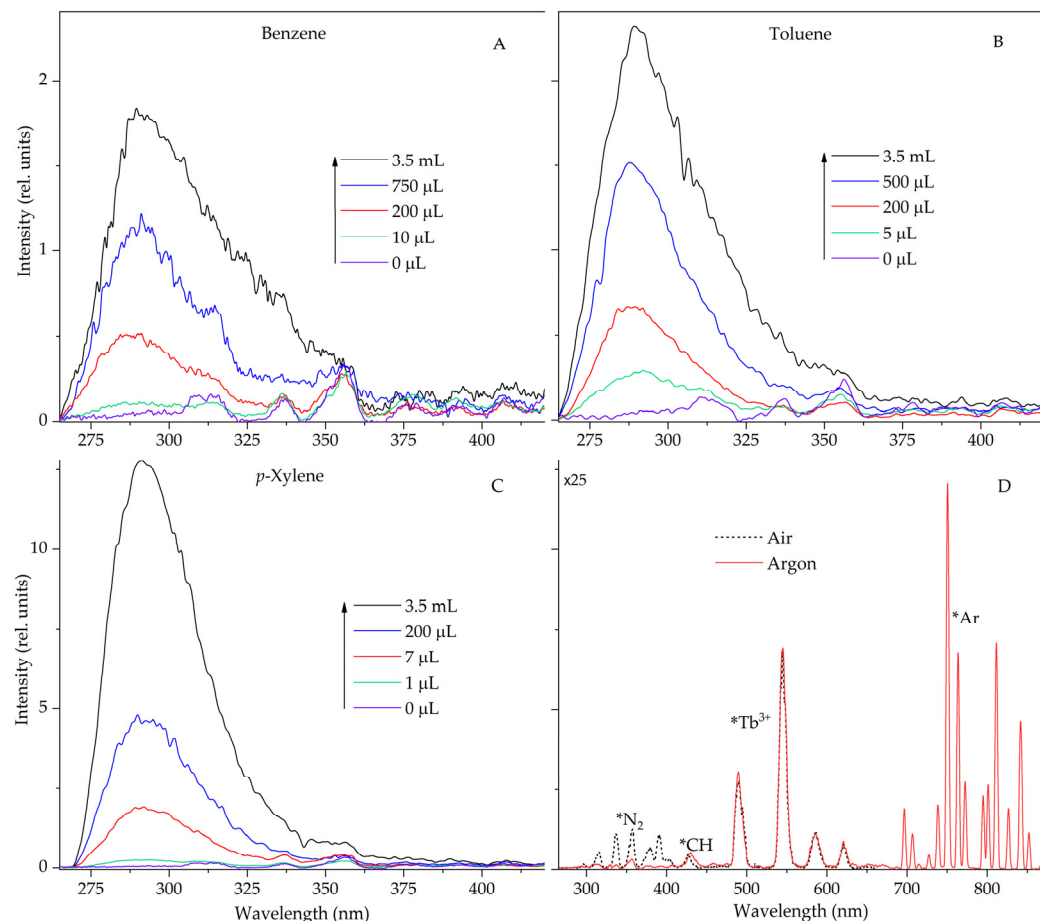 Benzene
A
Intensity (rel. units)
2
1
0
3.5 mL
750 µL
200 µL
10 µL
0 µL
275 300 325 350 375 400
Toluene
B
3.5 mL
500 µL
200 µL
5 µL
0 µL
275 300 325 350 375 400
p-Xylene
C
Intensity (rel. units)
10
5
0
3.5 mL
200 µL
7 µL
1 µL
0 µL
275 300 325 350 375 400
Wavelength (nm)
x25
D
Air
Argon
*Ar
*Tb³⁺
*N₂
*CH
300 400 500 600 700 800
Wavelength (nm)